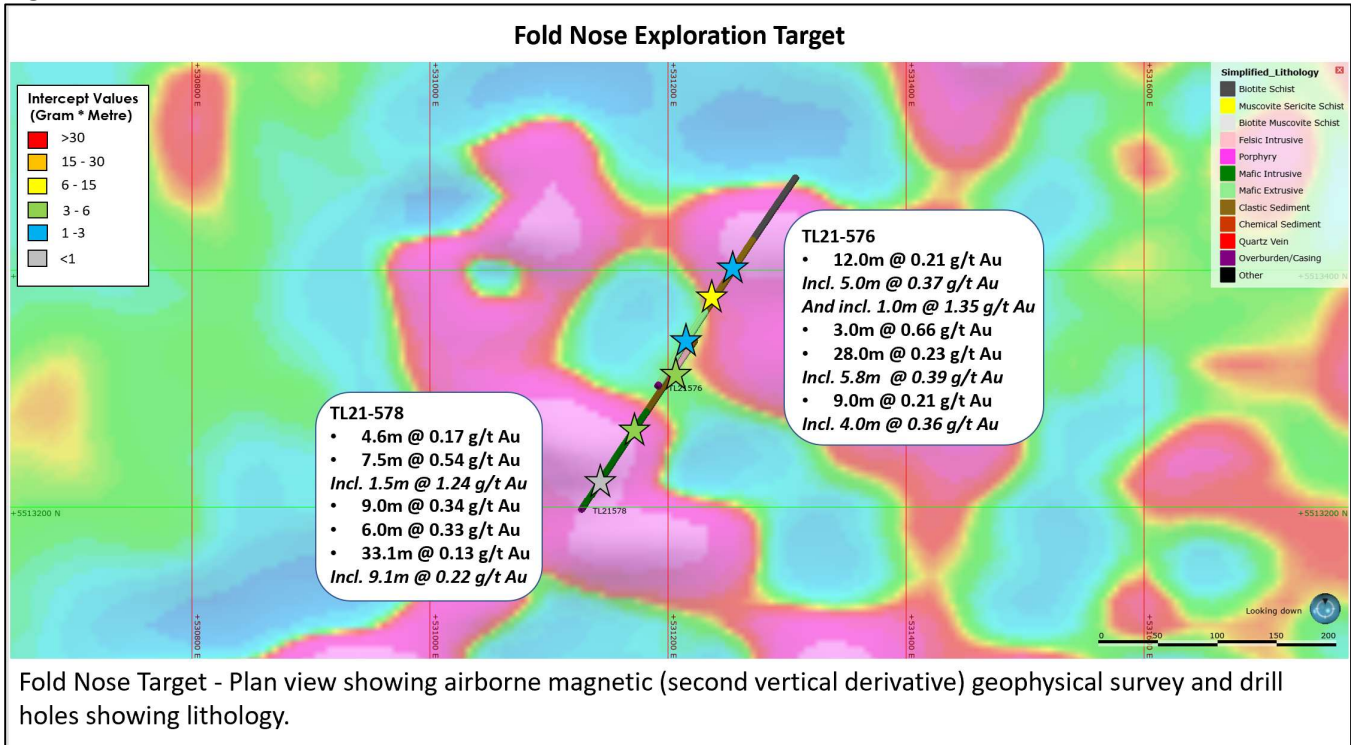 Fold Nose Exploration Target
Intercept Values
(Gram * Metre)
>30
15 - 30
6 - 15
3 - 6
1 - 3
<1
+530800 E
+531000 E
+531200 E
+531400 E
+531600 E
Simplified_Lithology
Biotite Schist
Muscovite Sericite Schist
Biotite Muscovite Schist
Felsic Intrusive
Porphyry
Mafic Intrusive
Mafic Extrusive
Clastic Sediment
Chemical Sediment
Quartz Vein
Overburden/Casing
Other
+5513400 N
TL21-576
• 12.0m @ 0.21 g/t Au
Incl. 5.0m @ 0.37 g/t Au
And incl. 1.0m @ 1.35 g/t Au
• 3.0m @ 0.66 g/t Au
• 28.0m @ 0.23 g/t Au
Incl. 5.8m @ 0.39 g/t Au
• 9.0m @ 0.21 g/t Au
Incl. 4.0m @ 0.36 g/t Au
TL21576
TL21-578
• 4.6m @ 0.17 g/t Au
• 7.5m @ 0.54 g/t Au
Incl. 1.5m @ 1.24 g/t Au
• 9.0m @ 0.34 g/t Au
• 6.0m @ 0.33 g/t Au
• 33.1m @ 0.13 g/t Au
Incl. 9.1m @ 0.22 g/t Au
TL21578
+5513200 N
+5513200 N
Looking down
0 50 100 150 200
+530800 E
+531000 E
+531200 E
+531400 E
Fold Nose Target - Plan view showing airborne magnetic (second vertical derivative) geophysical survey and drill
holes showing lithology.